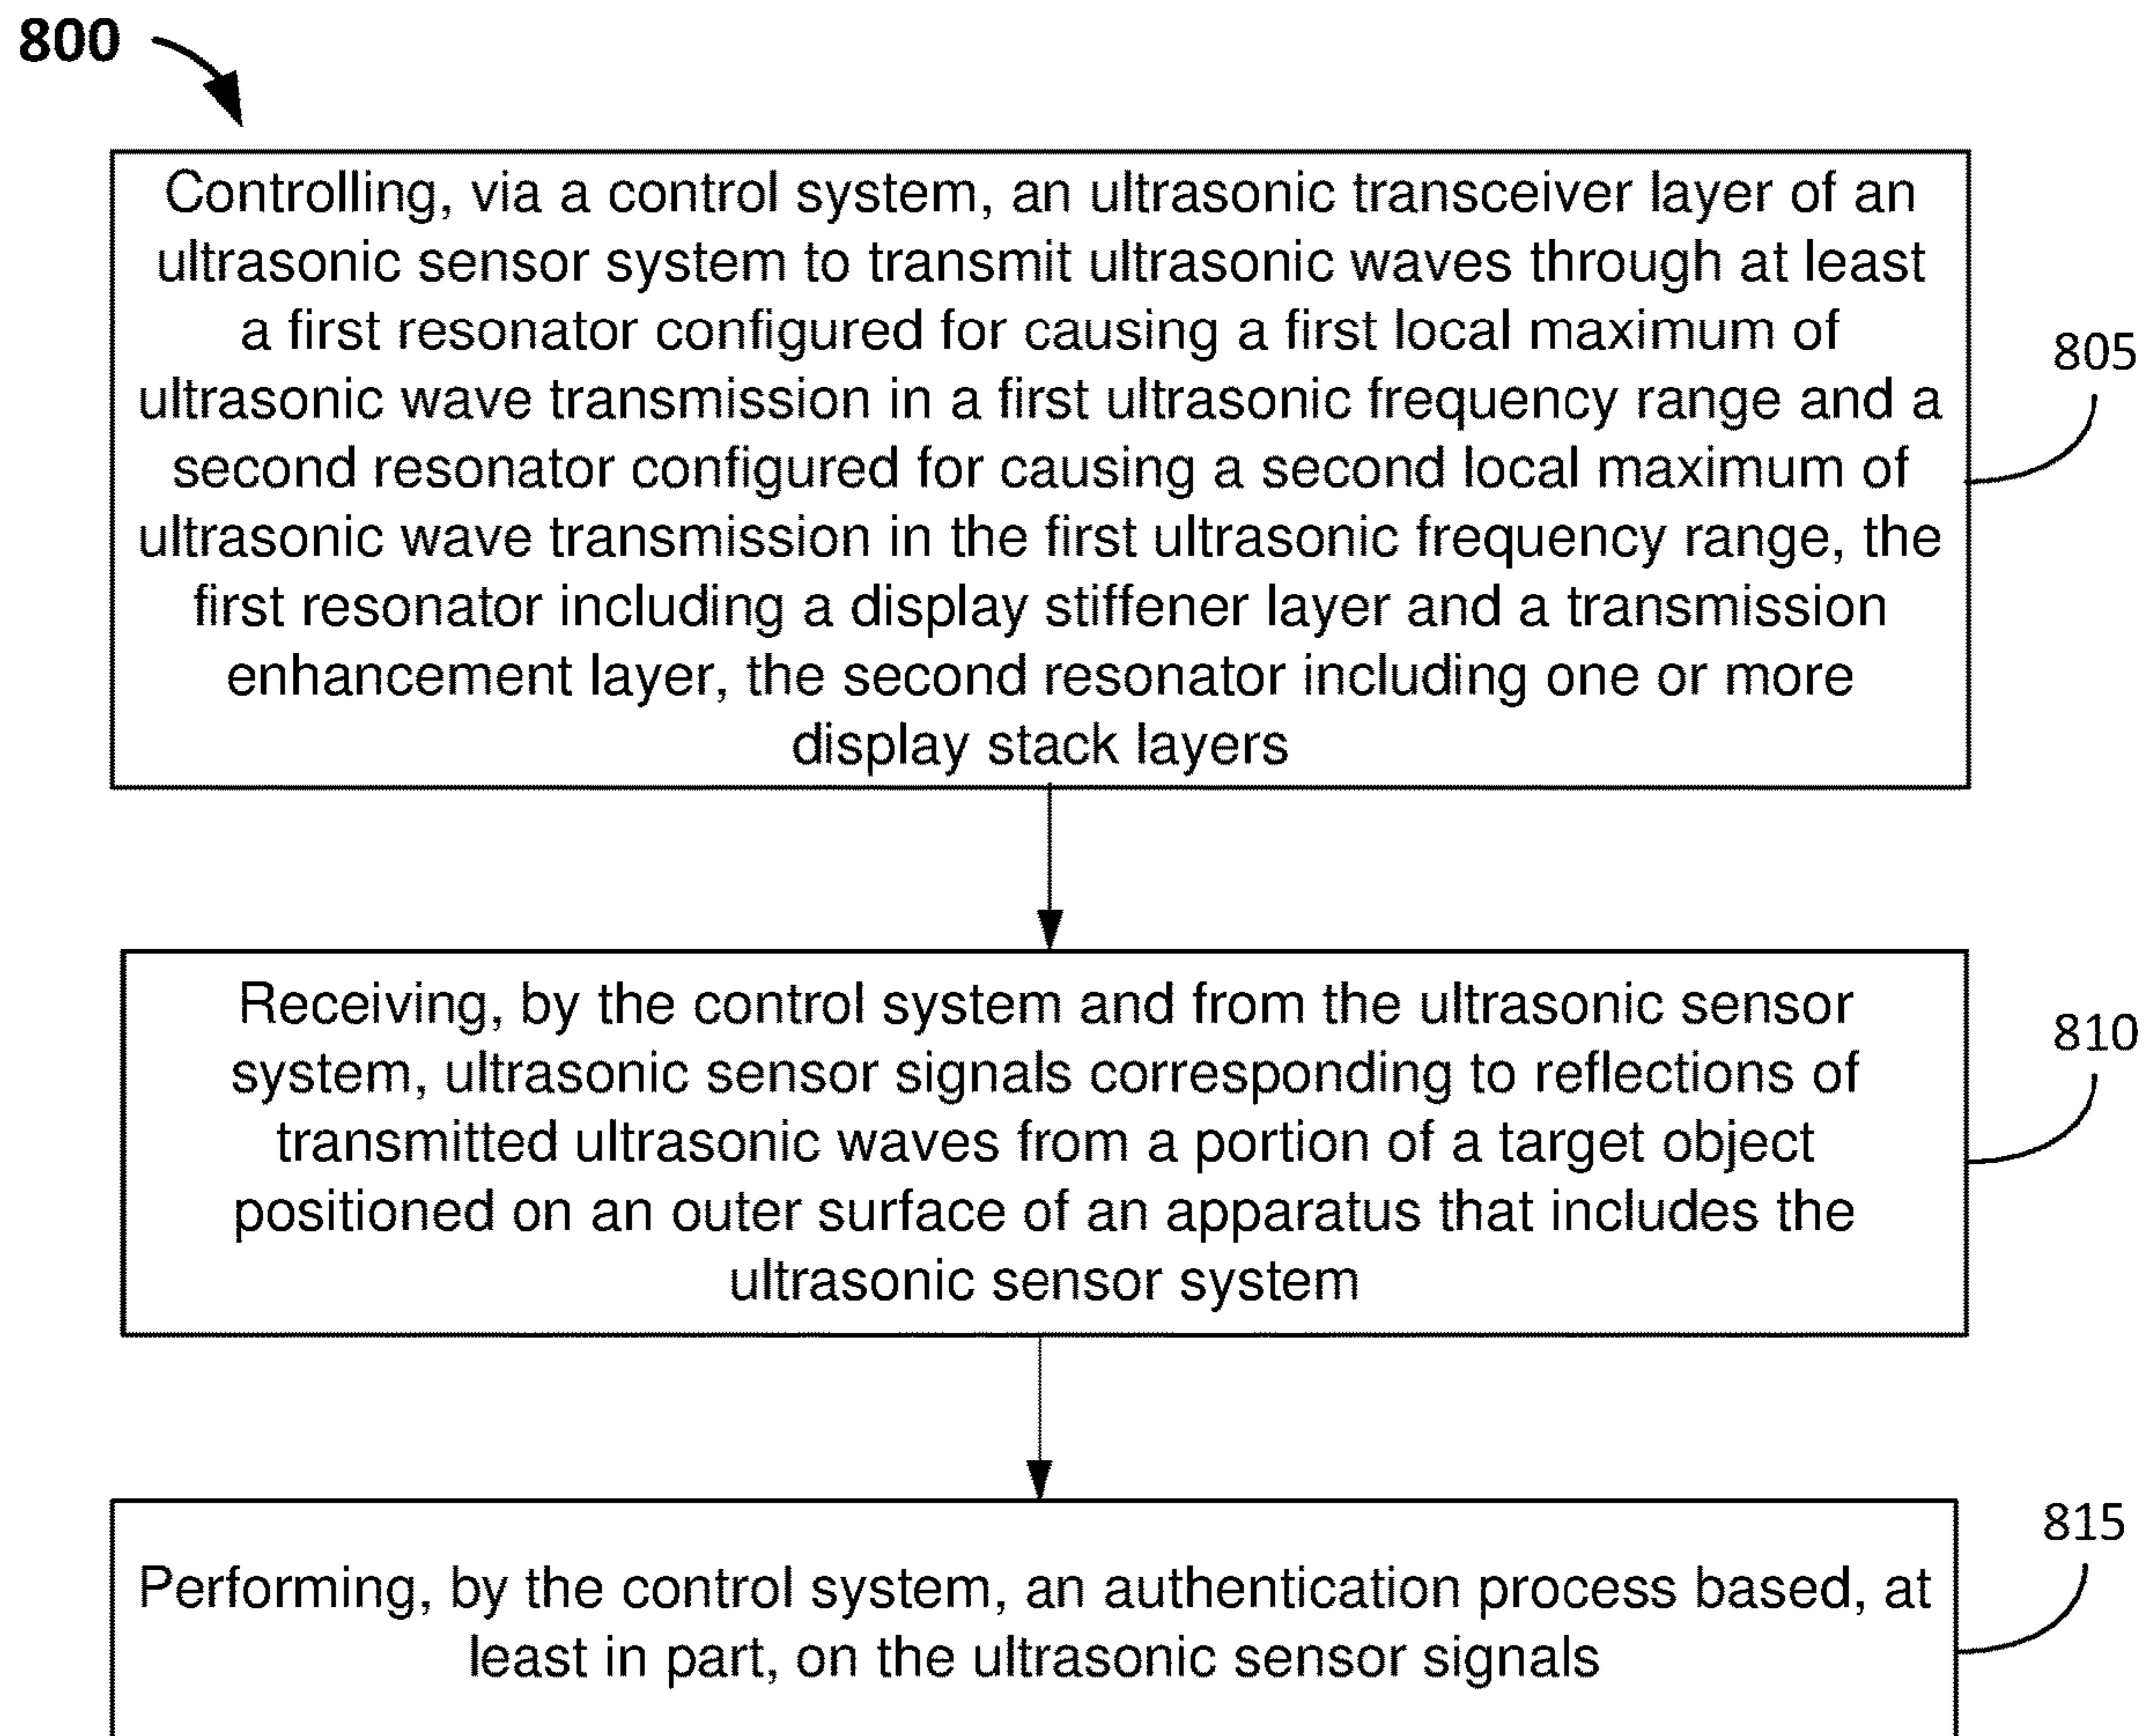 800
Controlling, via a control system, an ultrasonic transceiver layer of an
ultrasonic sensor system to transmit ultrasonic waves through at least
a first resonator configured for causing a first local maximum of
ultrasonic wave transmission in a first ultrasonic frequency range and a
second resonator configured for causing a second local maximum of
ultrasonic wave transmission in the first ultrasonic frequency range, the
first resonator including a display stiffener layer and a transmission
enhancement layer, the second resonator including one or more
display stack layers
805
Receiving, by the control system and from the ultrasonic sensor
system, ultrasonic sensor signals corresponding to reflections of
transmitted ultrasonic waves from a portion of a target object
positioned on an outer surface of an apparatus that includes the
ultrasonic sensor system
810
Performing, by the control system, an authentication process based, at
least in part, on the ultrasonic sensor signals
815